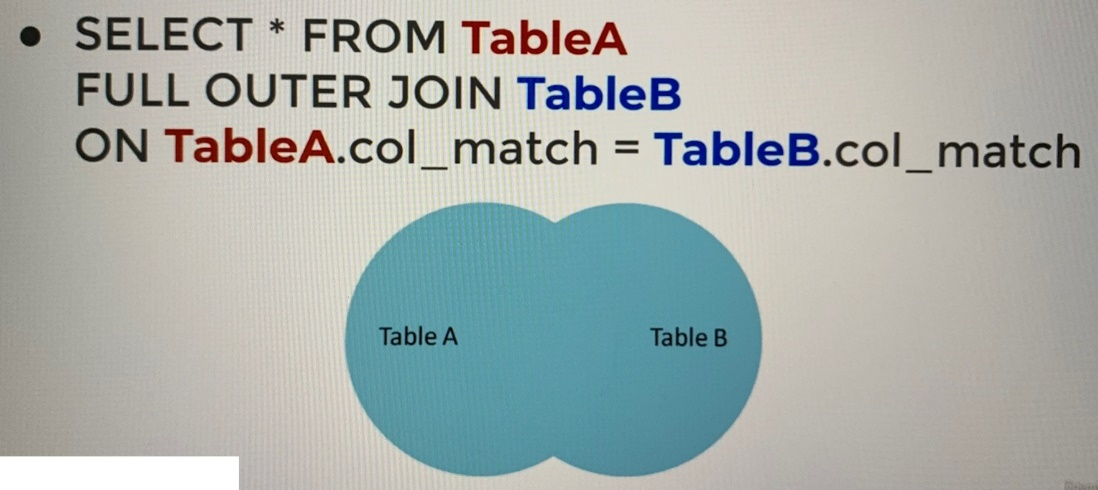 • SELECT * FROM TableA
FULL OUTER JOIN TableB
ON TableA.col_match = TableB.col_match
Table A
Table B